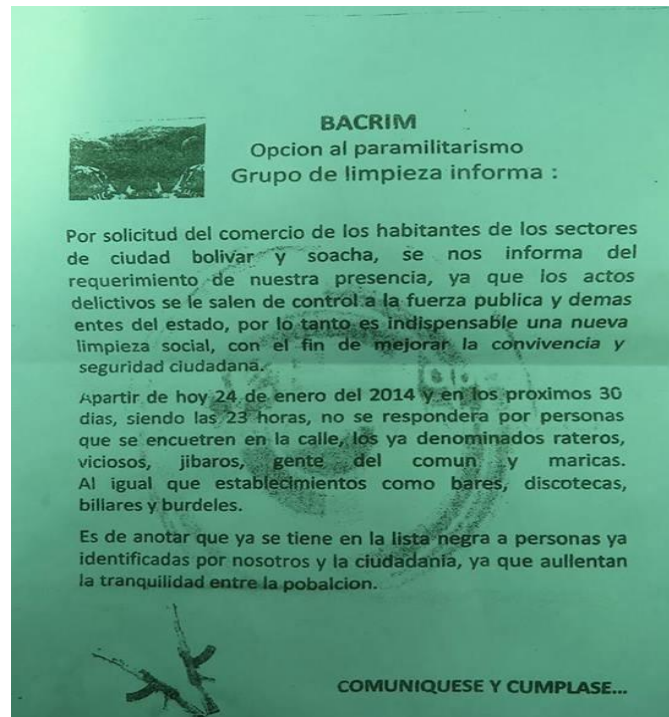 BACRIM
Opcion al paramilitarismo
Grupo de limpieza informa :
Por solicitud del comercio de los habitantes de los sectores
de ciudad bolivar y soacha, se nos informa del
requerimiento de nuestra presencia, ya que los actos
delictivos se le salen de control a la fuerza publica y demas
entes del estado, por lo tanto es indispensable una nueva
limpieza social, con el fin de mejorar la convivencia y
seguridad ciudadana.
Apartir de hoy 24 de enero del 2014 y en los proximos 30
dias, siendo las 23 horas, no se respondera por personas
que se encuetren en la calle, los ya denominados rateros,
viciosos, jibaros, gente del comun y maricas.
Al igual que establecimientos como bares, discotecas,
billares y burdeles.
Es de anotar que ya se tiene en la lista negra a personas ya
identificadas por nosotros y la ciudadanía, ya que aullentan
la tranquilidad entre la pobalcion.
COMUNIQUESE Y CUMPLASE...